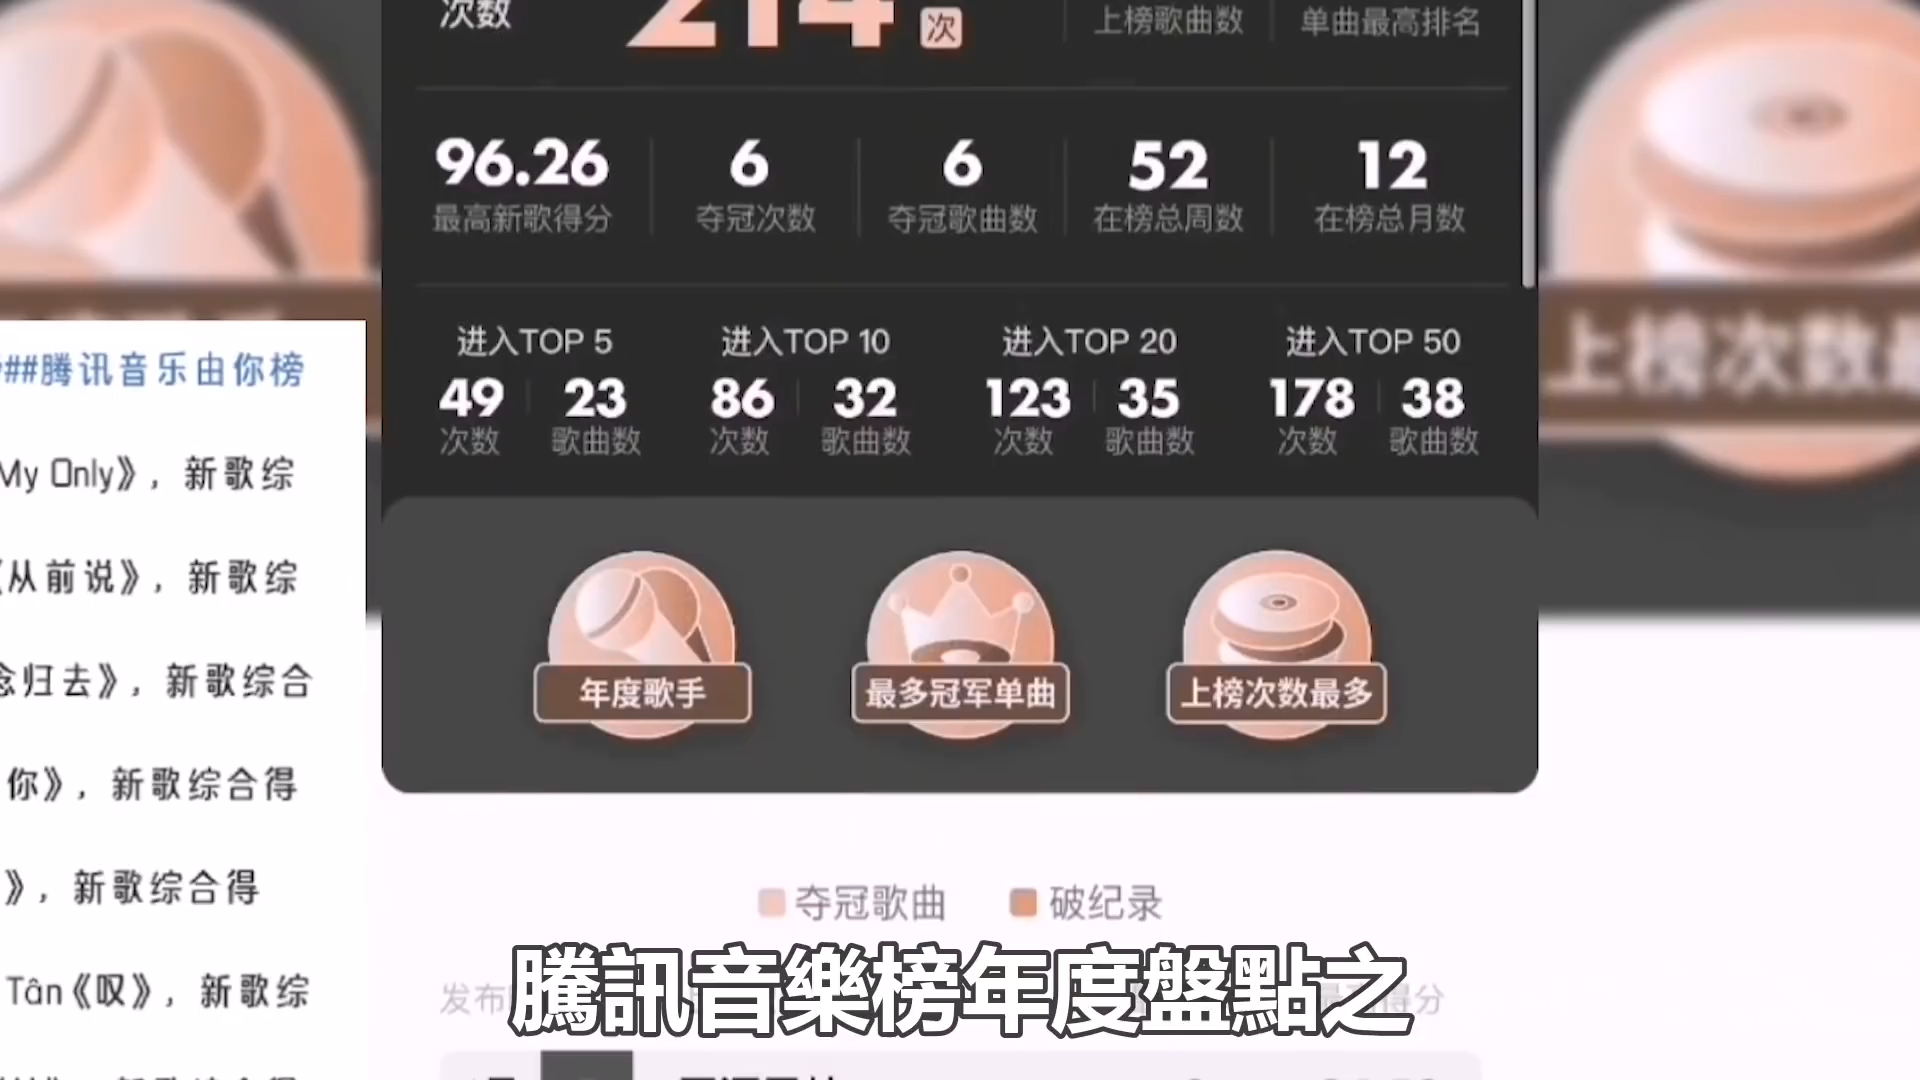 次数 214 次 上榜歌曲数 单曲最高排名
96.26 6 6 52 12
最高新歌得分 夺冠次数 夺冠歌曲数 在榜总周数 在榜总月数
进入TOP 5 进入TOP 10 进入TOP 20 进入TOP 50
49 23 86 32 123 35 178 38
次数 歌曲数 次数 歌曲数 次数 歌曲数 次数 歌曲数
年度歌手 最多冠军单曲 上榜次数最多
夺冠歌曲 破纪录
发布
得分
騰訊音樂榜年度盤點之
##腾讯音乐由你榜
My Only》，新歌综
《从前说》，新歌综
念归去》，新歌综合
你》，新歌综合得
》，新歌综合得
Tân《叹》，新歌综
上榜次数最